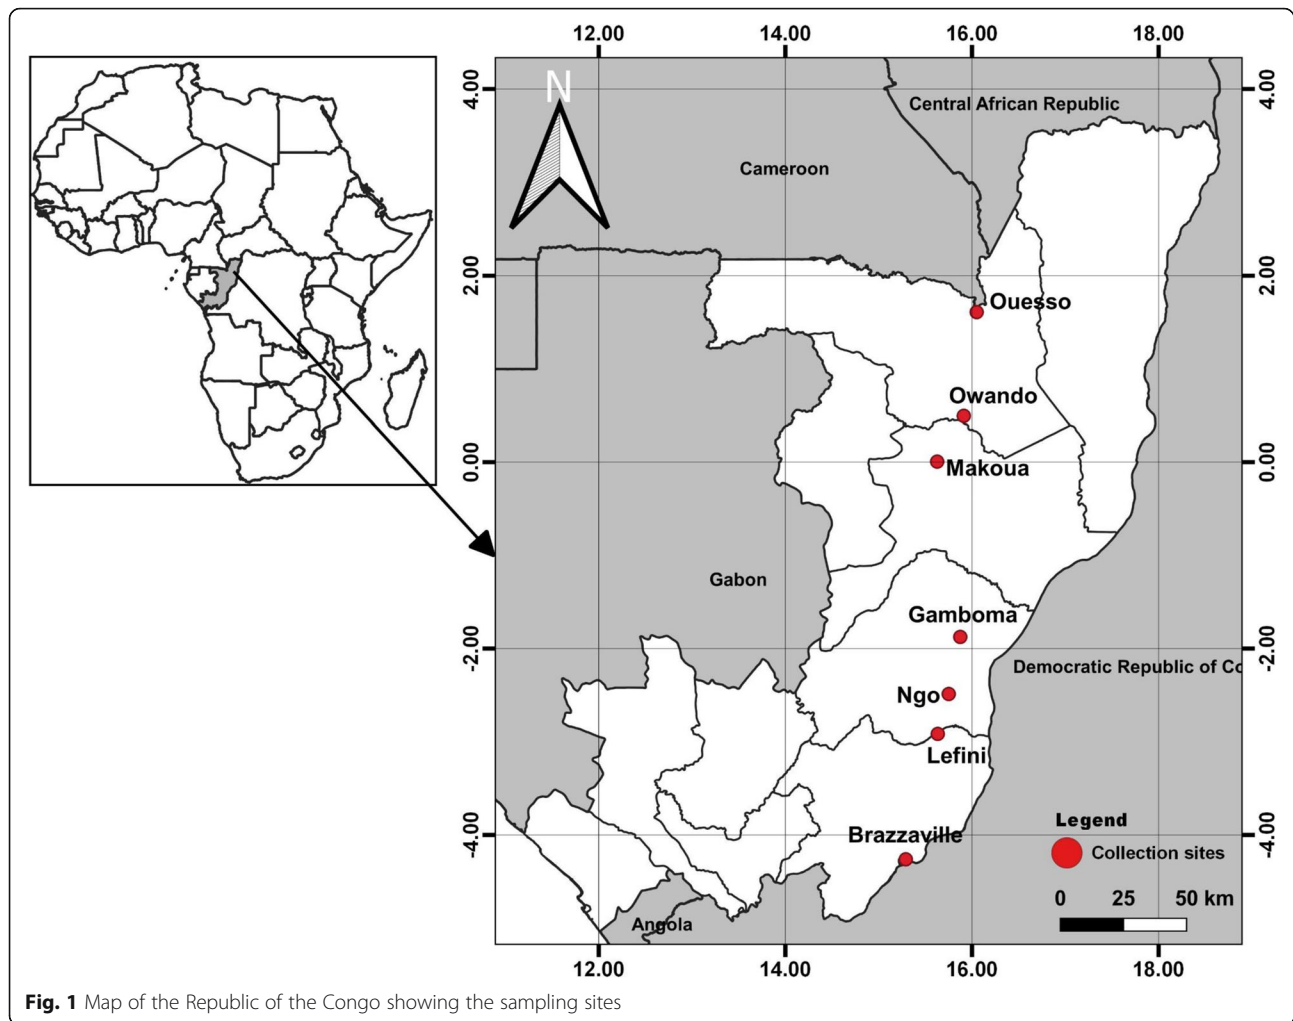 12.00 14.00 16.00 18.00
4.00 4.00
N
Central African Republic
Cameroon
2.00 2.00
Ouesso
Owando
0.00 0.00
Makoua
Gabon
Gamboma
-2.00 -2.00
Democratic Republic of Co
Ngo
Lefini
Legend
-4.00 -4.00
Brazzaville
Collection sites
0 25 50 km
Angola
12.00 14.00 16.00 18.00
Fig. 1 Map of the Republic of the Congo showing the sampling sites